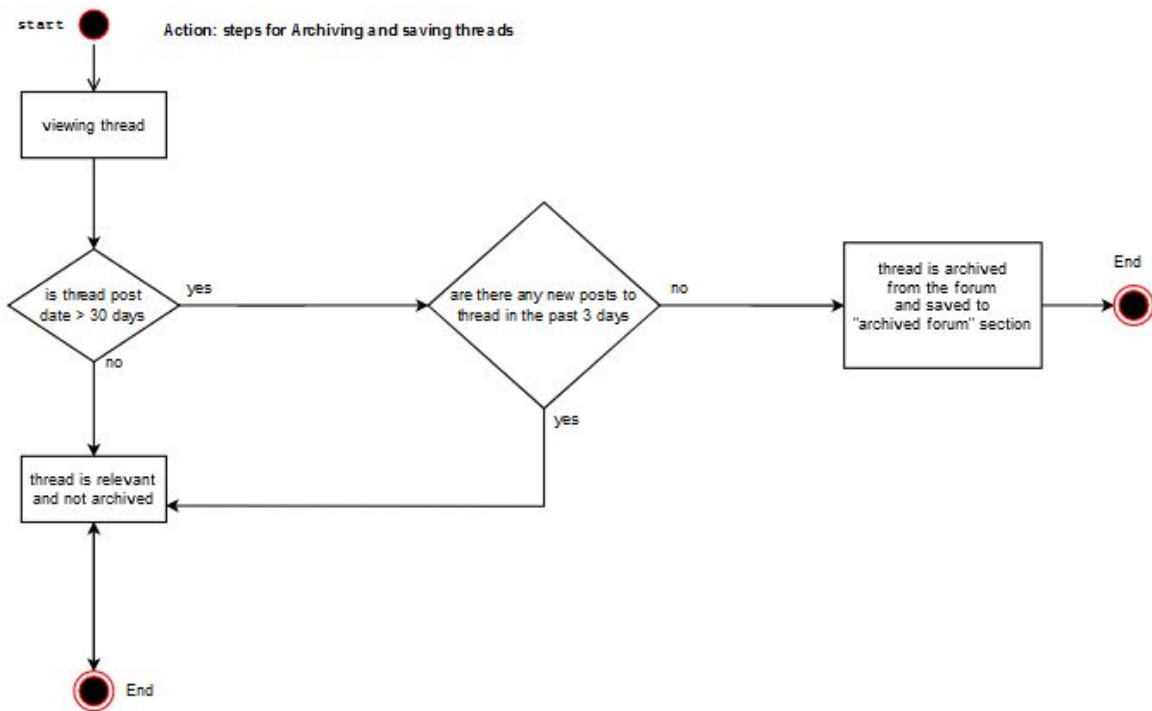 start
Action: steps for Archiving and saving threads
viewing thread
is thread post
date > 30 days
yes
are there any new posts to
thread in the past 3 days
no
thread is archived
from the forum
and saved to
"archived forum" section
End
no
yes
thread is relevant
and not archived
End